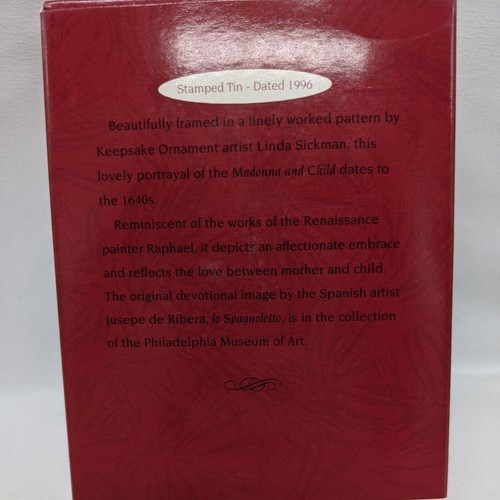 Stamped Tin - Dated 1996
Beautifully framed in a finely worked pattern by
Keepsake Ornament artist Linda Sickman, this
lovely portrayal of the Madonna and Child dates to
the 1640s.
Reminiscent of the works of the Renaissance
painter Raphael, it depicts an affectionate embrace
and reflects the love between mother and child.
The original devotional image by the Spanish artist
Jusepe de Ribera, lo Spagnoletto, is in the collection
of the Philadelphia Museum of Art.